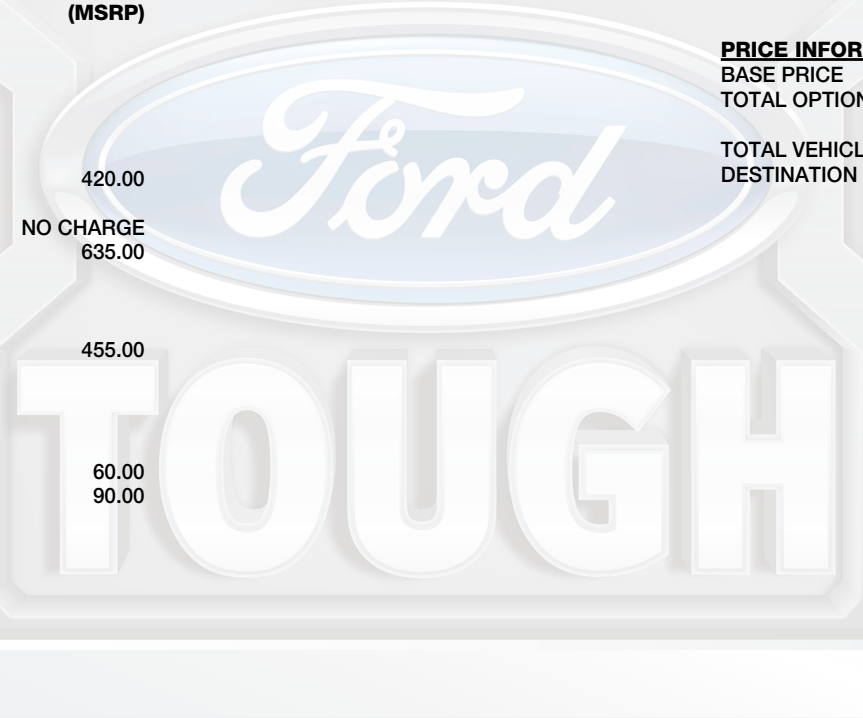 (MSRP)
420.00
NO CHARGE
635.00
455.00
60.00
90.00
PRICE INFOR
BASE PRICE
TOTAL OPTION
TOTAL VEHICL
DESTINATION
Ford
TOUGH